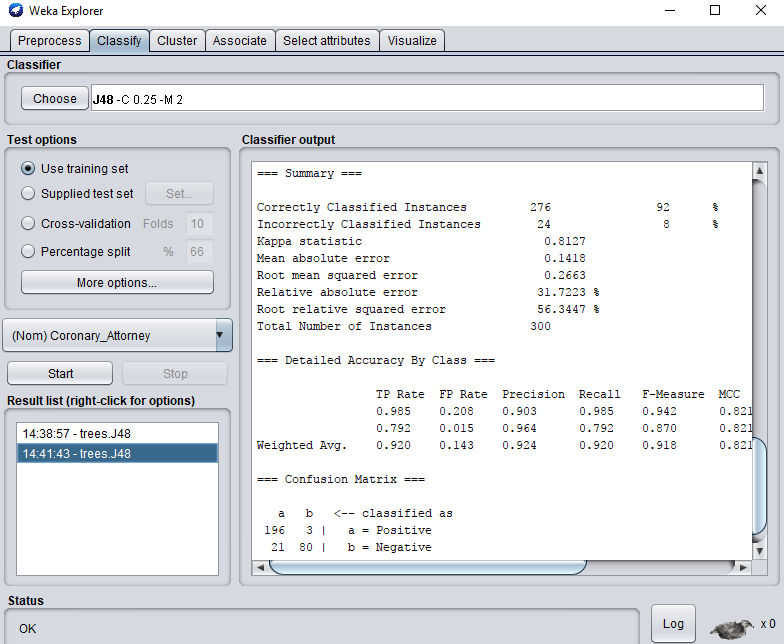 Weka Explorer
Preprocess Classify Cluster Associate Select attributes Visualize
Classifier
Choose J48 -C 0.25 -M 2
Test options
Use training set
Supplied test set Set...
Cross-validation Folds 10
Percentage split % 66
More options...
(Nom) Coronary_Attorney
Start Stop
Result list (right-click for options)
14:38:57 - trees.J48
14:41:43 - trees.J48
Classifier output
=== Summary ===
Correctly Classified Instances 276 92 %
Incorrectly Classified Instances 24 8 %
Kappa statistic 0.8127
Mean absolute error 0.1418
Root mean squared error 0.2663
Relative absolute error 31.7223 %
Root relative squared error 56.3447 %
Total Number of Instances 300
=== Detailed Accuracy By Class ===
TP Rate FP Rate Precision Recall F-Measure MCC
0.985 0.208 0.903 0.985 0.942 0.821
0.792 0.015 0.964 0.792 0.870 0.821
Weighted Avg. 0.920 0.143 0.924 0.920 0.918 0.821
=== Confusion Matrix ===
a b <-- classified as
196 3 | a = Positive
21 80 | b = Negative
Status
OK
Log
x 0